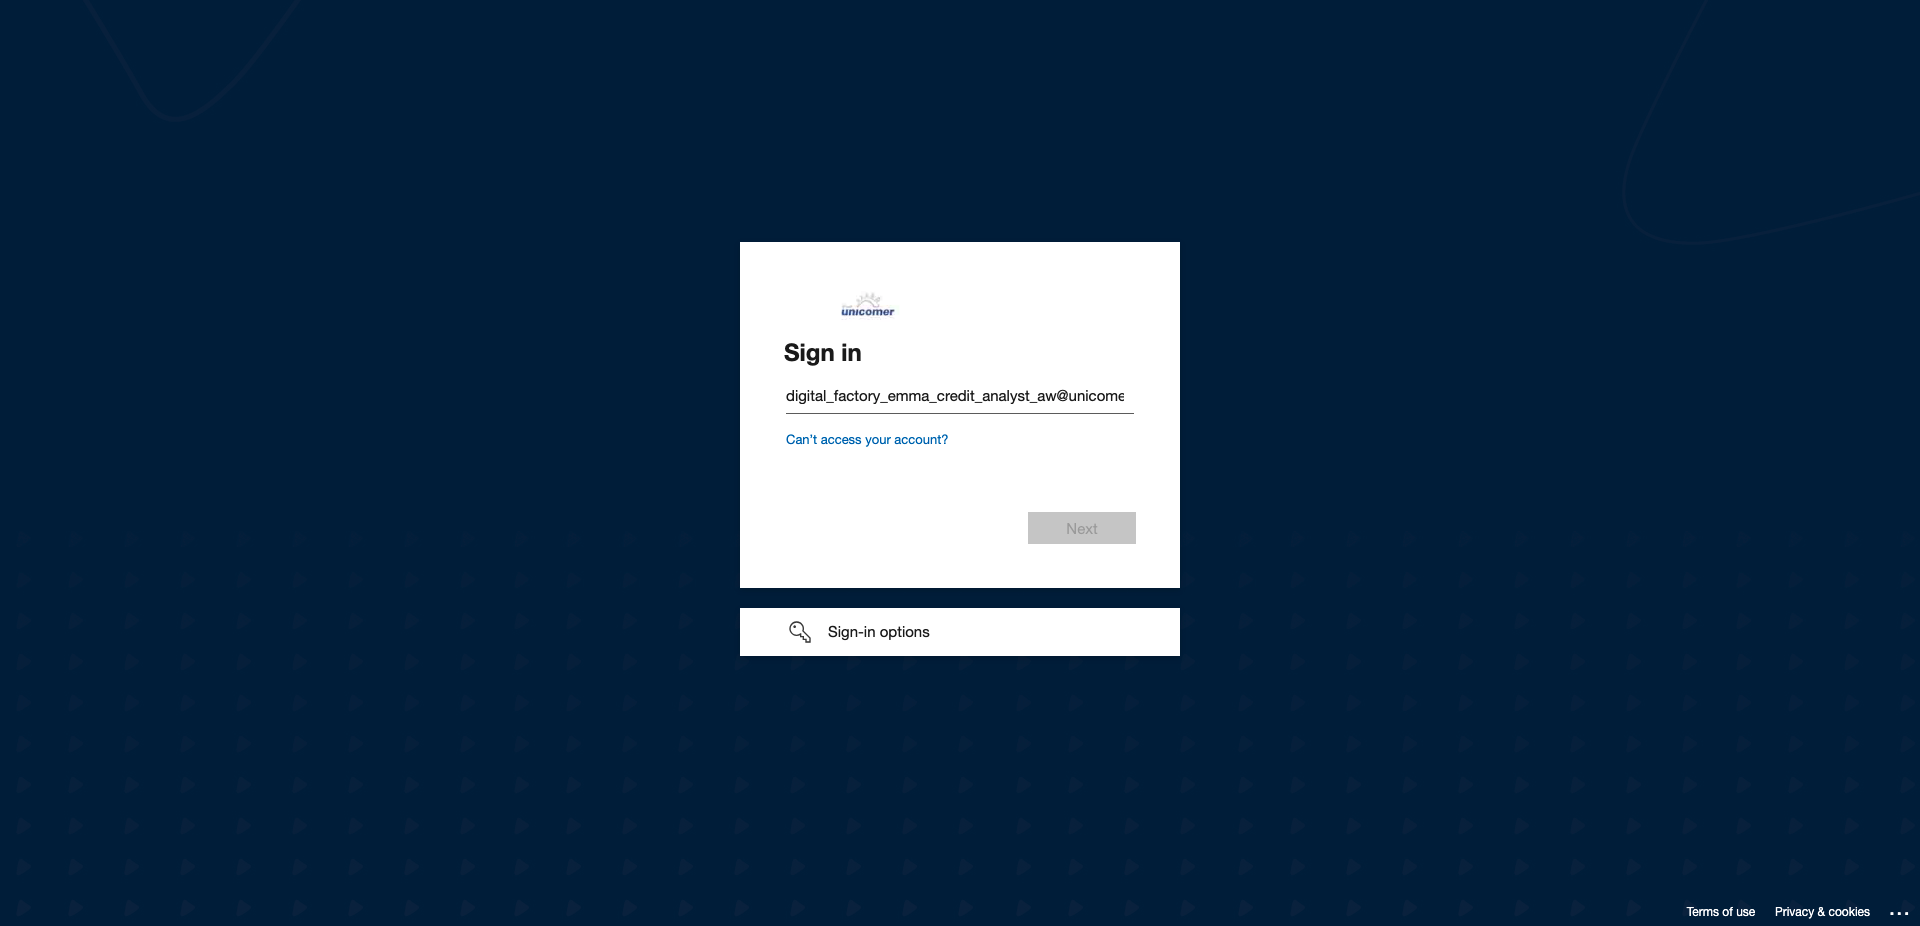 unicomer
Sign in
digital_factory_emma_credit_analyst_aw@unicome
Can't access your account?
Next
Sign-in options
Terms of use
Privacy & cookies
...